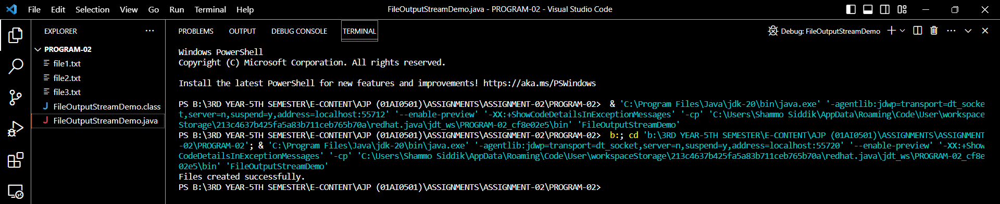 File Edit Selection View Go Run Terminal Help FileOutputStreamDemo.java - PROGRAM-02 - Visual Studio Code
EXPLORER ...
PROGRAM-02
file1.txt
file2.txt
file3.txt
J FileOutputStreamDemo.class
J FileOutputStreamDemo.java
PROBLEMS OUTPUT DEBUG CONSOLE TERMINAL Debug: FileOutputStreamDemo ...
Windows PowerShell
Copyright (C) Microsoft Corporation. All rights reserved.
Install the latest PowerShell for new features and improvements! https://aka.ms/PSWindows
PS B:\3RD YEAR-5TH SEMESTER\E-CONTENT\AJP (01AI0501)\ASSIGNMENTS\ASSIGNMENT-02\PROGRAM-02>  & 'C:\Program Files\Java\jdk-20\bin\java.exe' '-agentlib:jdwp=transport=dt_socke
t,server=n,suspend=y,address=localhost:55712' '--enable-preview' '-XX:+ShowCodeDetailsInExceptionMessages' '-cp' 'C:\Users\Shammo Siddik\AppData\Roaming\Code\User\workspace
Storage\213c4637b425fa5a83b711ceb765b70a\redhat.java\jdt_ws\PROGRAM-02_cf8e02e5\bin' 'FileOutputStreamDemo'
PS B:\3RD YEAR-5TH SEMESTER\E-CONTENT\AJP (01AI0501)\ASSIGNMENTS\ASSIGNMENT-02\PROGRAM-02>  b:; cd 'b:\3RD YEAR-5TH SEMESTER\E-CONTENT\AJP (01AI0501)\ASSIGNMENTS\ASSIGNMENT
-02\PROGRAM-02'; & 'C:\Program Files\Java\jdk-20\bin\java.exe' '-agentlib:jdwp=transport=dt_socket,server=n,suspend=y,address=localhost:55720' '--enable-preview' '-XX:+Show
CodeDetailsInExceptionMessages' '-cp' 'C:\Users\Shammo Siddik\AppData\Roaming\Code\User\workspaceStorage\213c4637b425fa5a83b711ceb765b70a\redhat.java\jdt_ws\PROGRAM-02_cf8e
02e5\bin' 'FileOutputStreamDemo'
Files created successfully.
PS B:\3RD YEAR-5TH SEMESTER\E-CONTENT\AJP (01AI0501)\ASSIGNMENTS\ASSIGNMENT-02\PROGRAM-02>